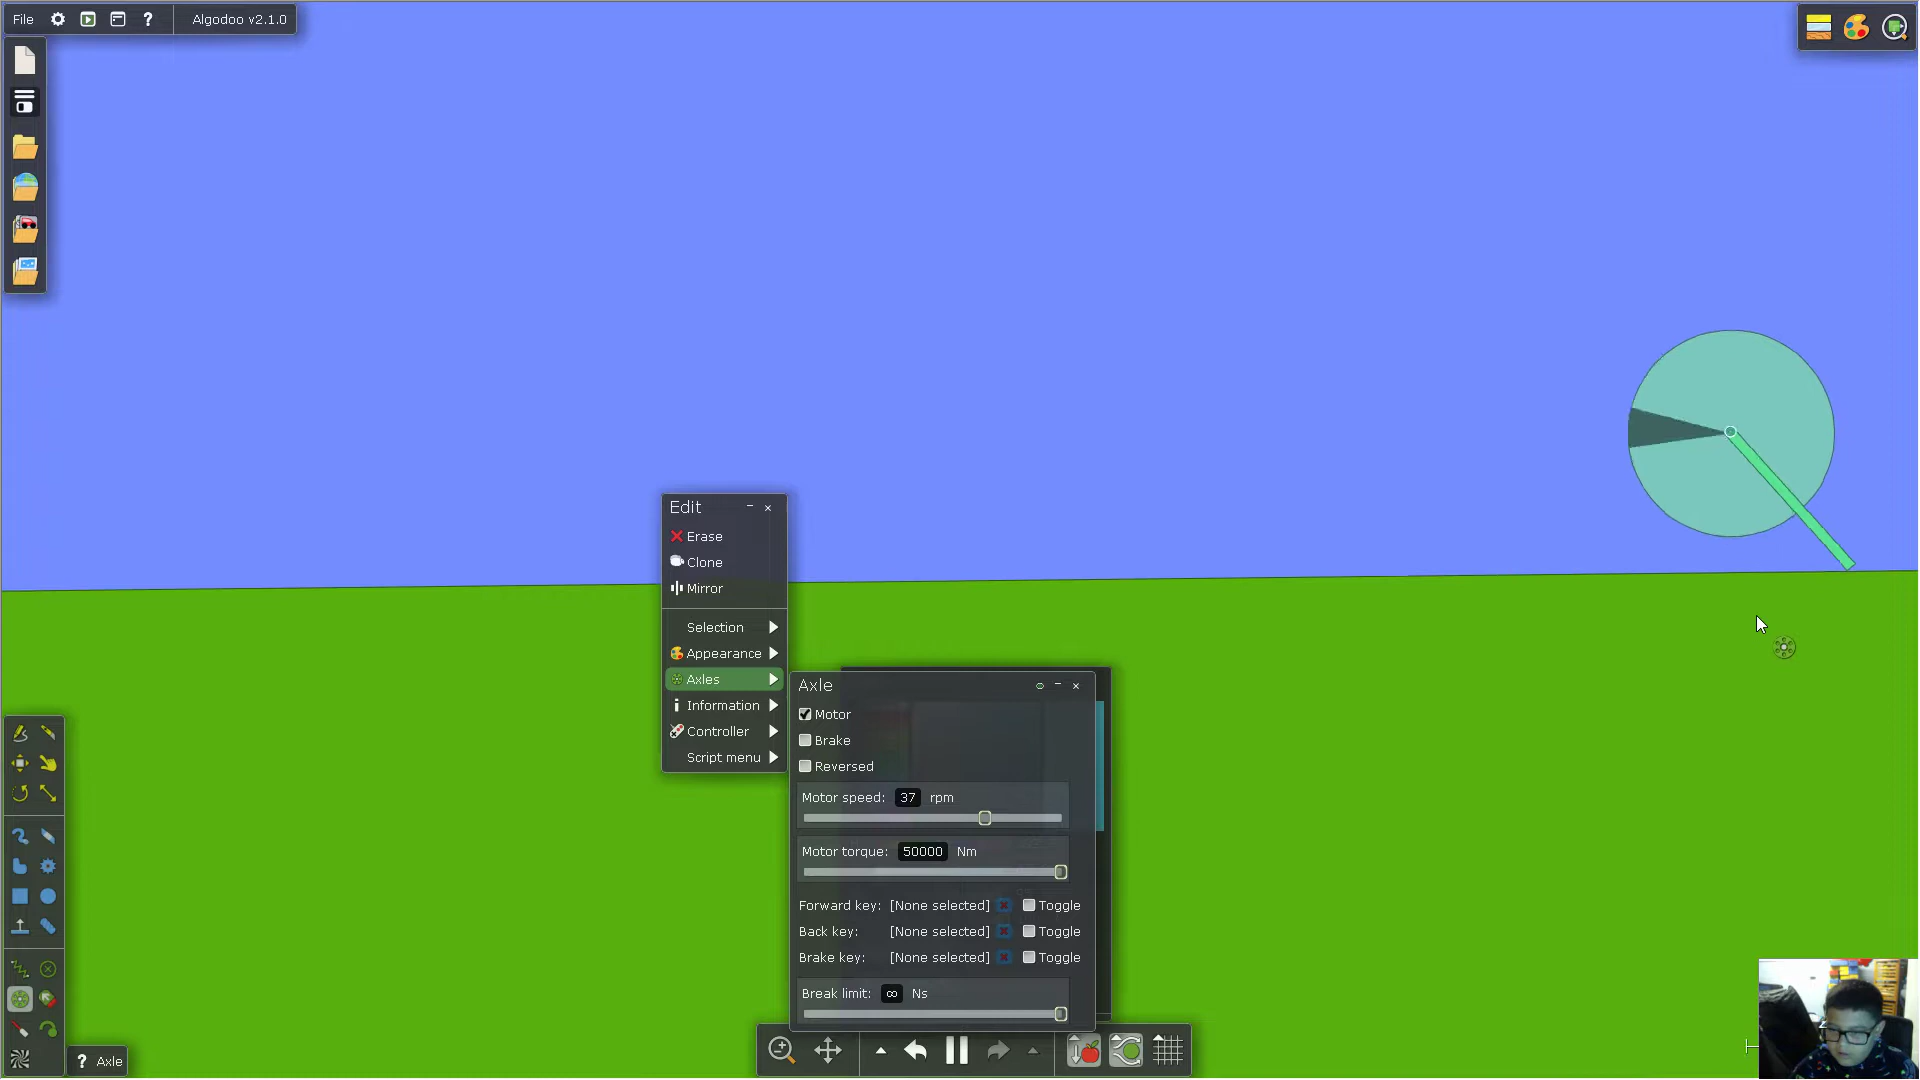 File ? Algodoo v2.1.0
Edit
Erase
Clone
Mirror
Selection
Appearance
Axles
Information
Controller
Script menu
Axle
Motor
Brake
Reversed
Motor speed: 37 rpm
Motor torque: 50000 Nm
Forward key: [None selected] Toggle
Back key: [None selected] Toggle
Brake key: [None selected] Toggle
Break limit: ∞ Ns
? Axle